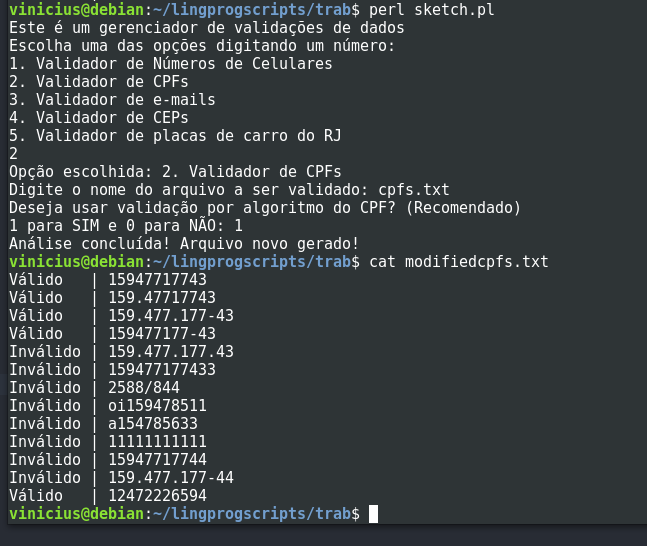 vinicius@debian:~/lingprogscripts/trab$ perl sketch.pl
Este é um gerenciador de validações de dados
Escolha uma das opções digitando um número:
1. Validador de Números de Celulares
2. Validador de CPFs
3. Validador de e-mails
4. Validador de CEPs
5. Validador de placas de carro do RJ
2
Opção escolhida: 2. Validador de CPFs
Digite o nome do arquivo a ser validado: cpfs.txt
Deseja usar validação por algoritmo do CPF? (Recomendado)
1 para SIM e 0 para NÃO: 1
Análise concluída! Arquivo novo gerado!
vinicius@debian:~/lingprogscripts/trab$ cat modifiedcpfs.txt
Válido   | 15947717743
Válido   | 159.47717743
Válido   | 159.477.177-43
Válido   | 159477177-43
Inválido | 159.477.177.43
Inválido | 159477177433
Inválido | 2588/844
Inválido | oi159478511
Inválido | a154785633
Inválido | 11111111111
Inválido | 15947717744
Inválido | 159.477.177-44
Válido   | 12472226594
vinicius@debian:~/lingprogscripts/trab$